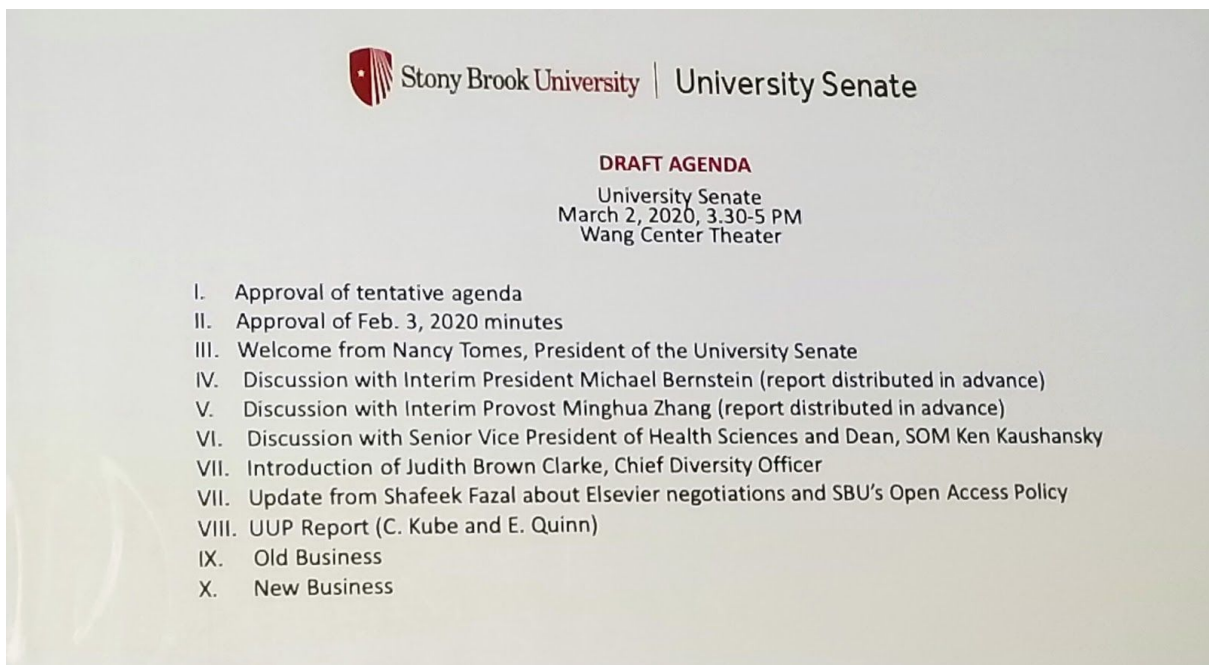 Stony Brook University | University Senate
DRAFT AGENDA
University Senate
March 2, 2020, 3.30-5 PM
Wang Center Theater
I. Approval of tentative agenda
II. Approval of Feb. 3, 2020 minutes
III. Welcome from Nancy Tomes, President of the University Senate
IV. Discussion with Interim President Michael Bernstein (report distributed in advance)
V. Discussion with Interim Provost Minghua Zhang (report distributed in advance)
VI. Discussion with Senior Vice President of Health Sciences and Dean, SOM Ken Kaushansky
VII. Introduction of Judith Brown Clarke, Chief Diversity Officer
VII. Update from Shafeek Fazal about Elsevier negotiations and SBU's Open Access Policy
VIII. UUP Report (C. Kube and E. Quinn)
IX. Old Business
X. New Business